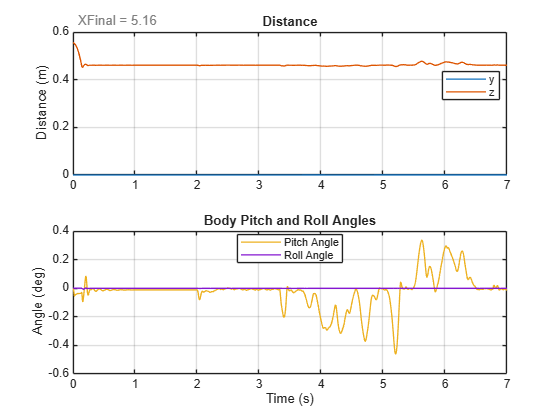 XFinal = 5.16
Distance
0.6
0.4
0.2
0
Distance (m)
y
z
0 1 2 3 4 5 6 7
Body Pitch and Roll Angles
0.4
0.2
0
-0.2
-0.4
-0.6
Angle (deg)
Pitch Angle
Roll Angle
0 1 2 3 4 5 6 7
Time (s)